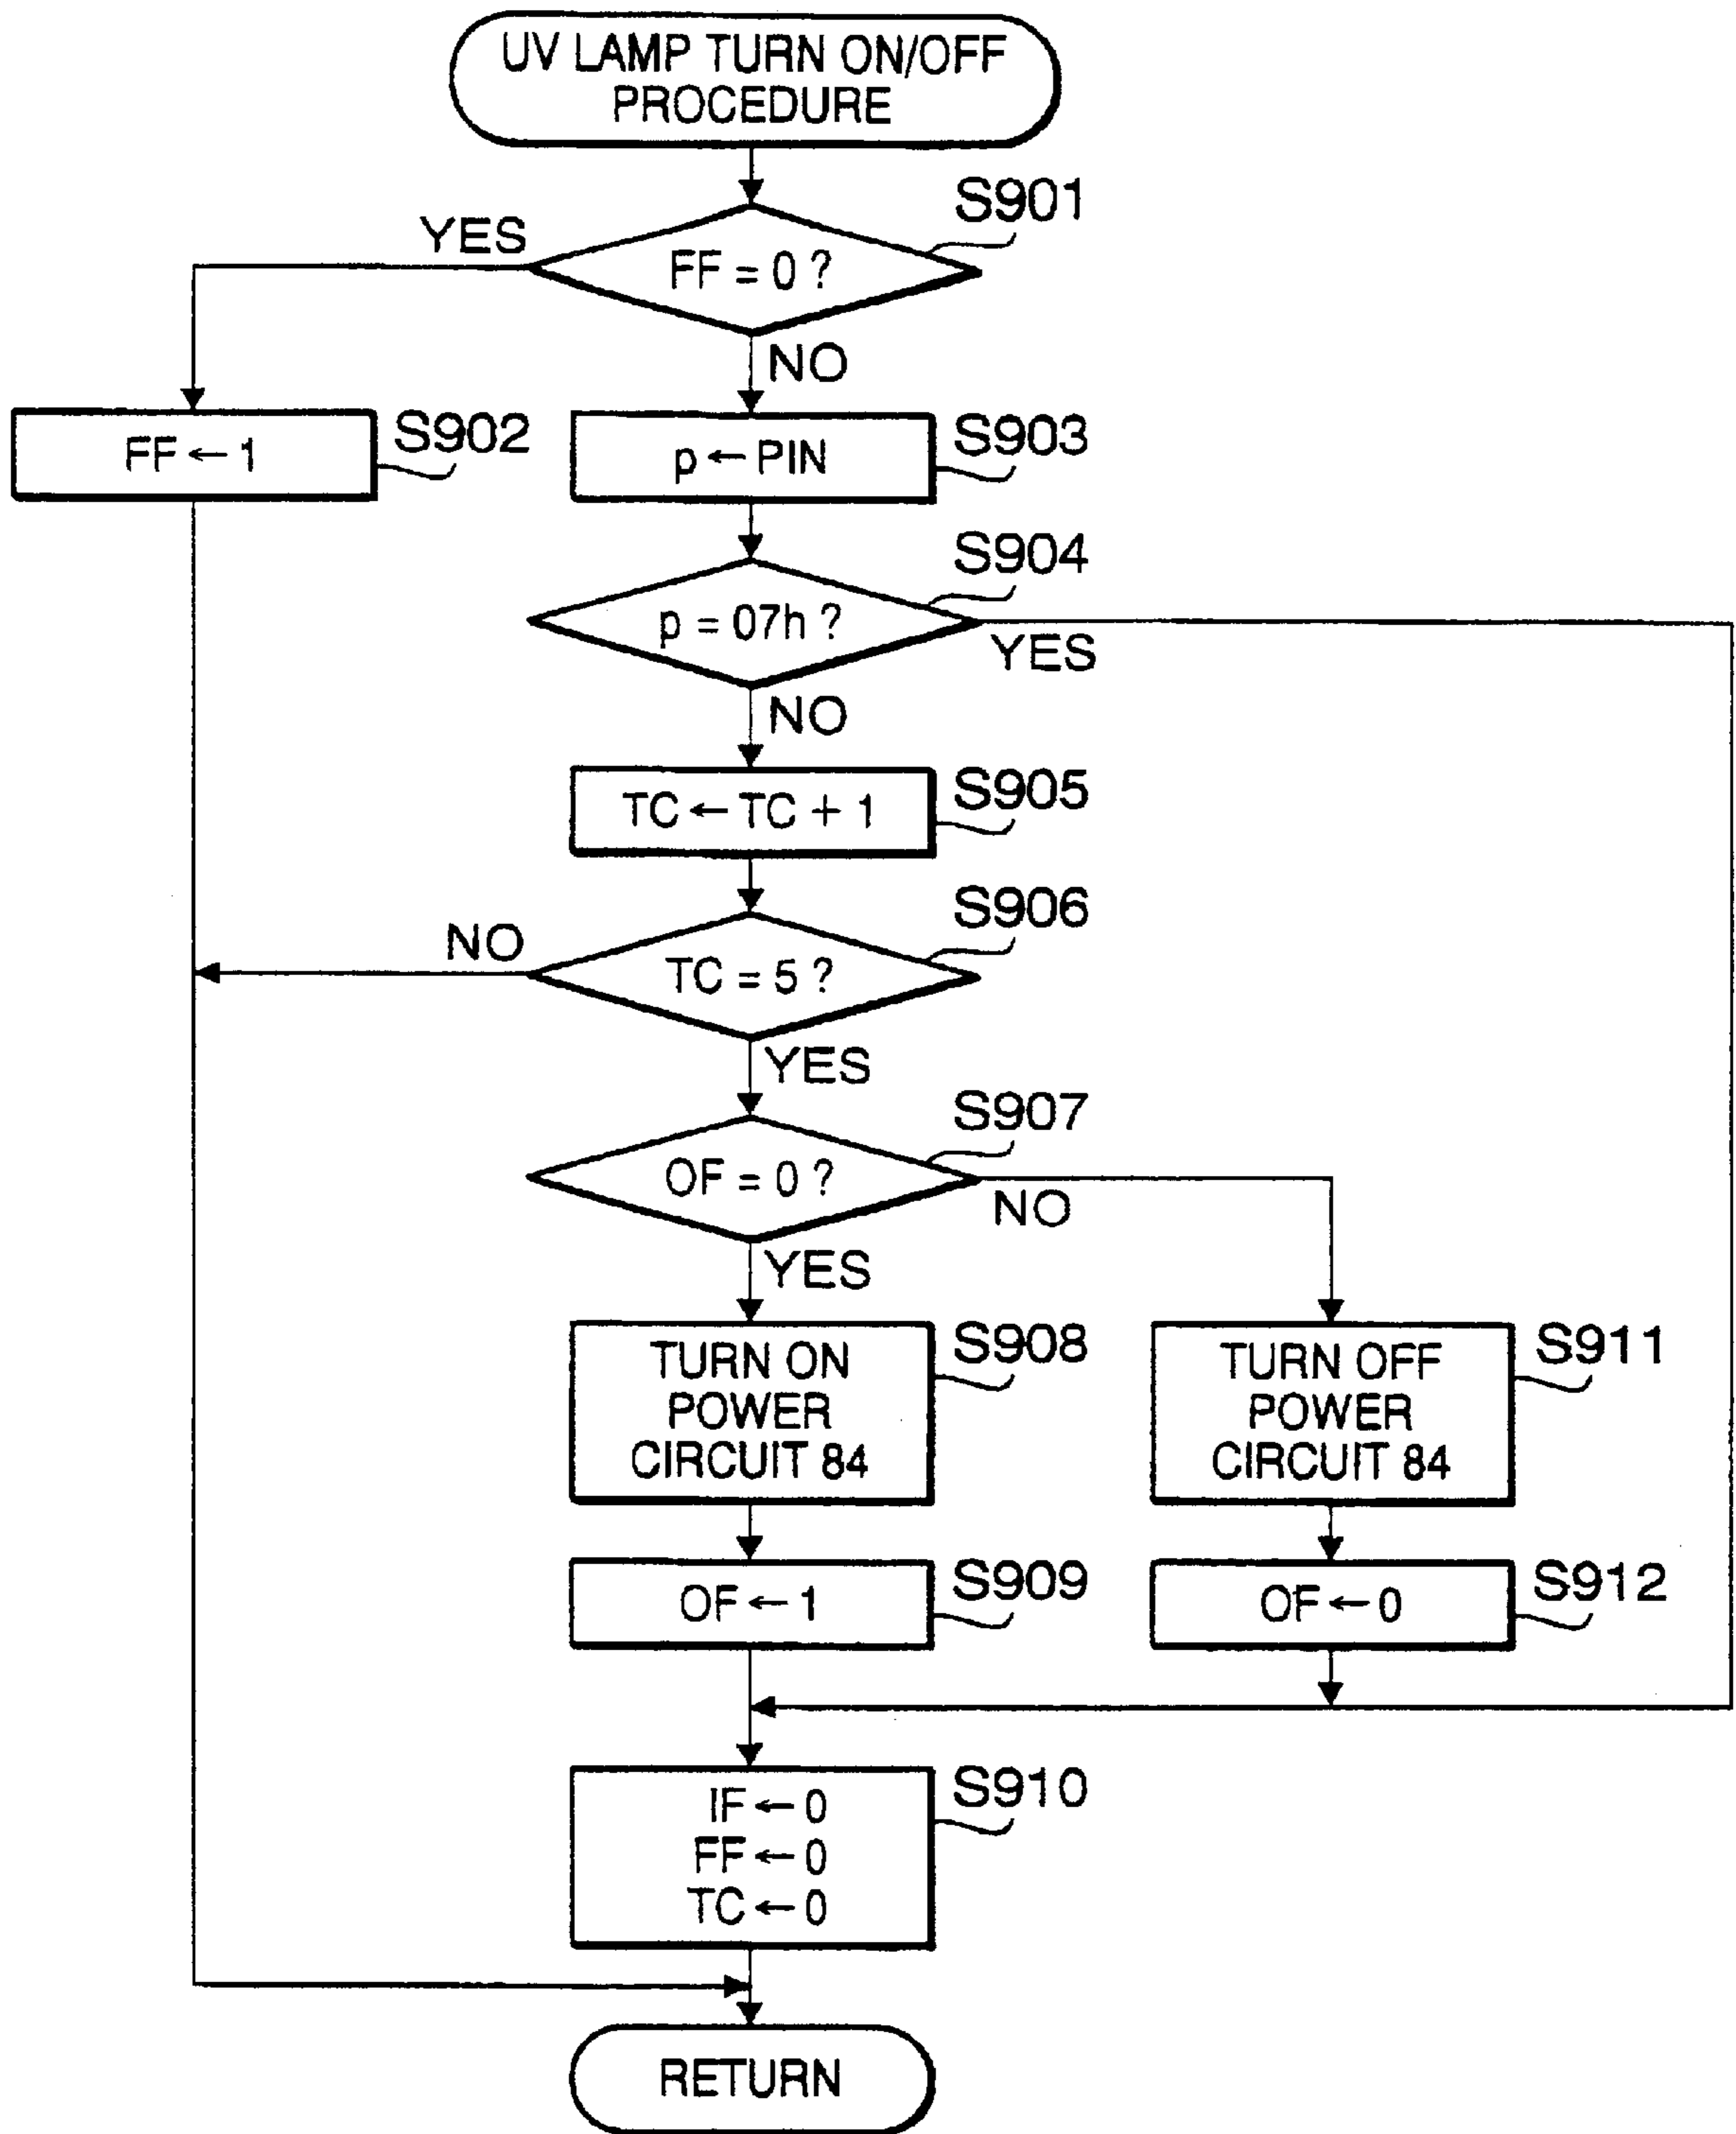 UV LAMP TURN ON/OFF
PROCEDURE
S901
YES
FF = 0 ?
NO
S902
FF ← 1
S903
p ← PIN
S904
p = 07h ?
YES
NO
S905
TC ← TC + 1
S906
NO
TC = 5 ?
YES
S907
OF = 0 ?
NO
YES
S908
TURN ON
POWER
CIRCUIT 84
S911
TURN OFF
POWER
CIRCUIT 84
S909
OF ← 1
S912
OF ← 0
S910
IF ← 0
FF ← 0
TC ← 0
RETURN